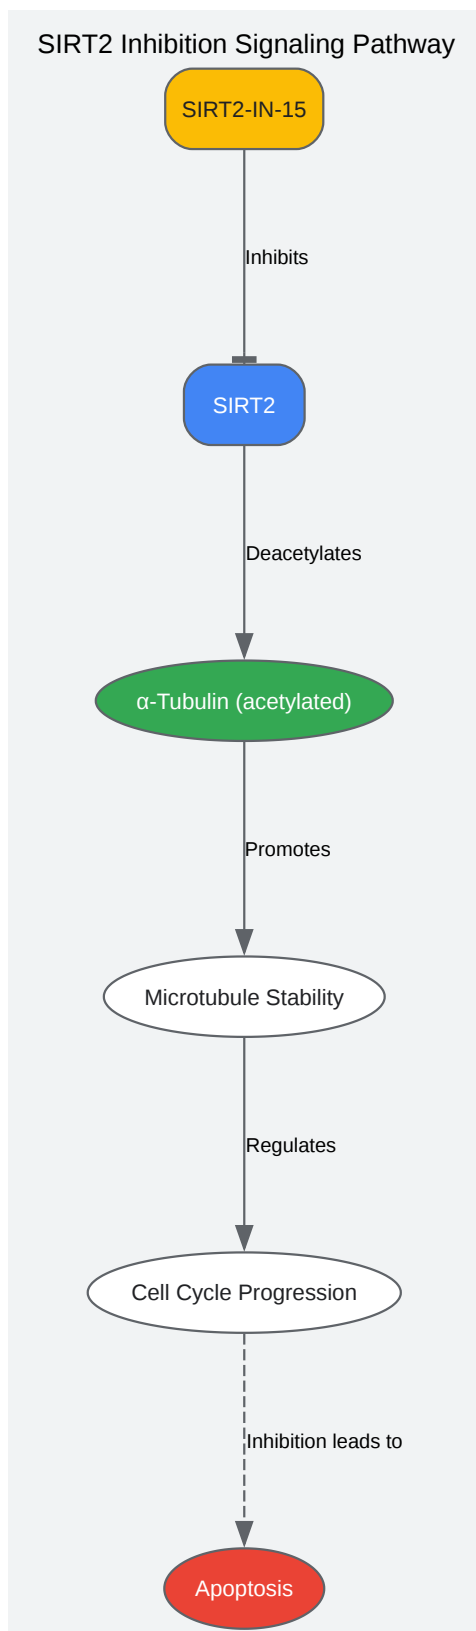 SIRT2 Inhibition Signaling Pathway
SIRT2-IN-15
Inhibits
SIRT2
Deacetylates
α-Tubulin (acetylated)
Promotes
Microtubule Stability
Regulates
Cell Cycle Progression
Inhibition leads to
Apoptosis